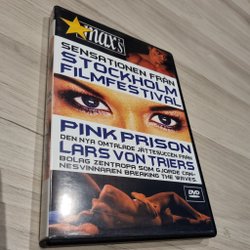 max's
SENSATIONEN FRÅN
STOCKHOLM
FILMFESTIVAL
PINK PRISON
DEN NYA OMTALADE JÄTTESUCCÉN FRÅN
LARS VON TRIERS
BOLAG ZENTROPA SOM GJORDE CAN-
NESVINNAREN BREAKING THE WAVES.
DVD